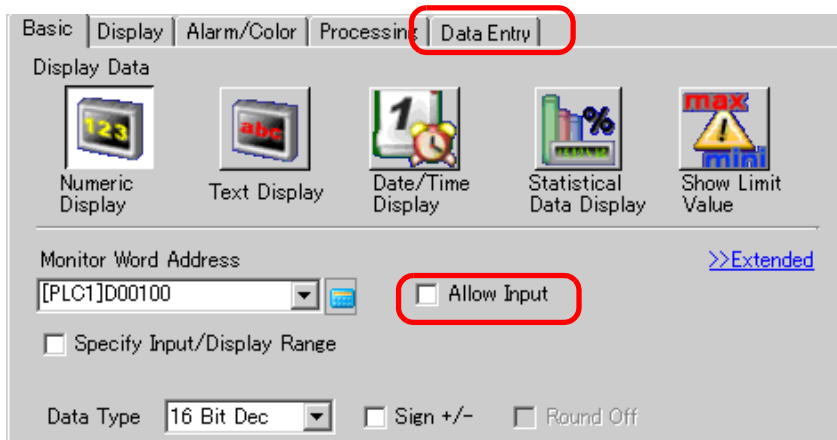 Basic Display Alarm/Color Processing Data Entry
Display Data
123 abc 1 % max mini
Numeric Display Text Display Date/Time Display Statistical Data Display Show Limit Value
Monitor Word Address >>Extended
[PLC1]D00100 Allow Input
Specify Input/Display Range
Data Type 16 Bit Dec Sign +/- Round Off